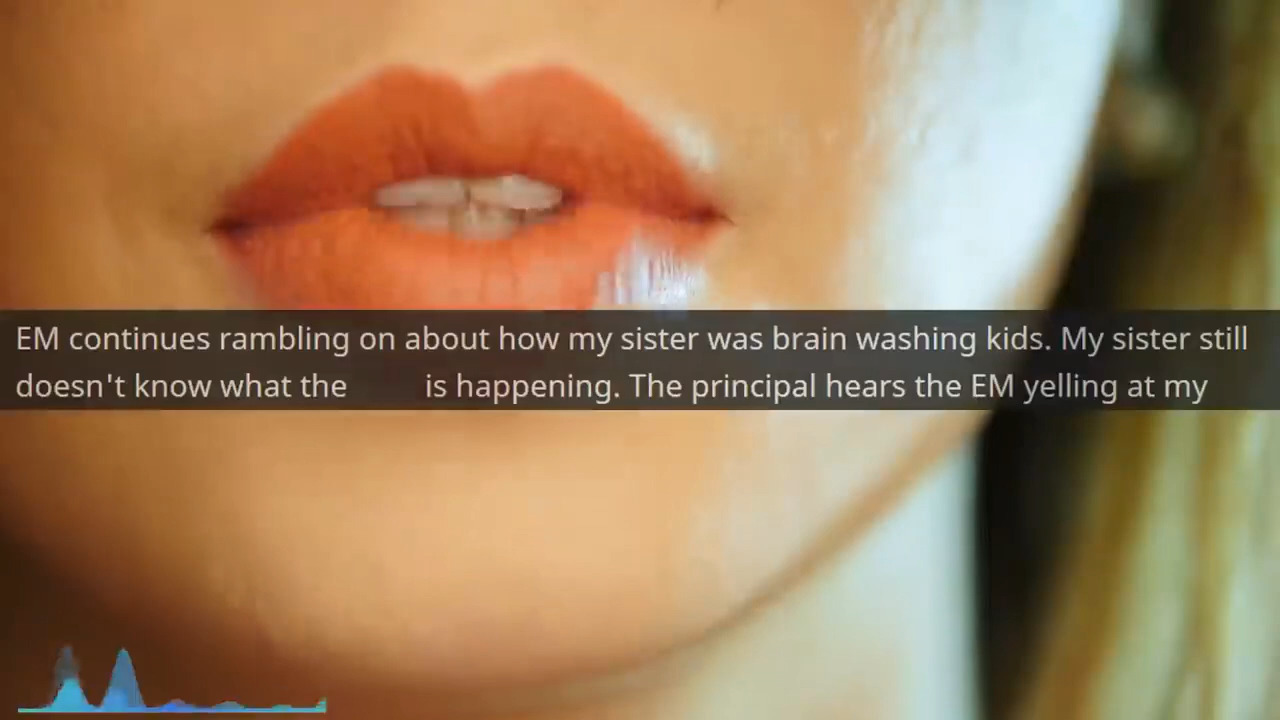 EM continues rambling on about how my sister was brain washing kids. My sister still
doesn't know what the is happening. The principal hears the EM yelling at my